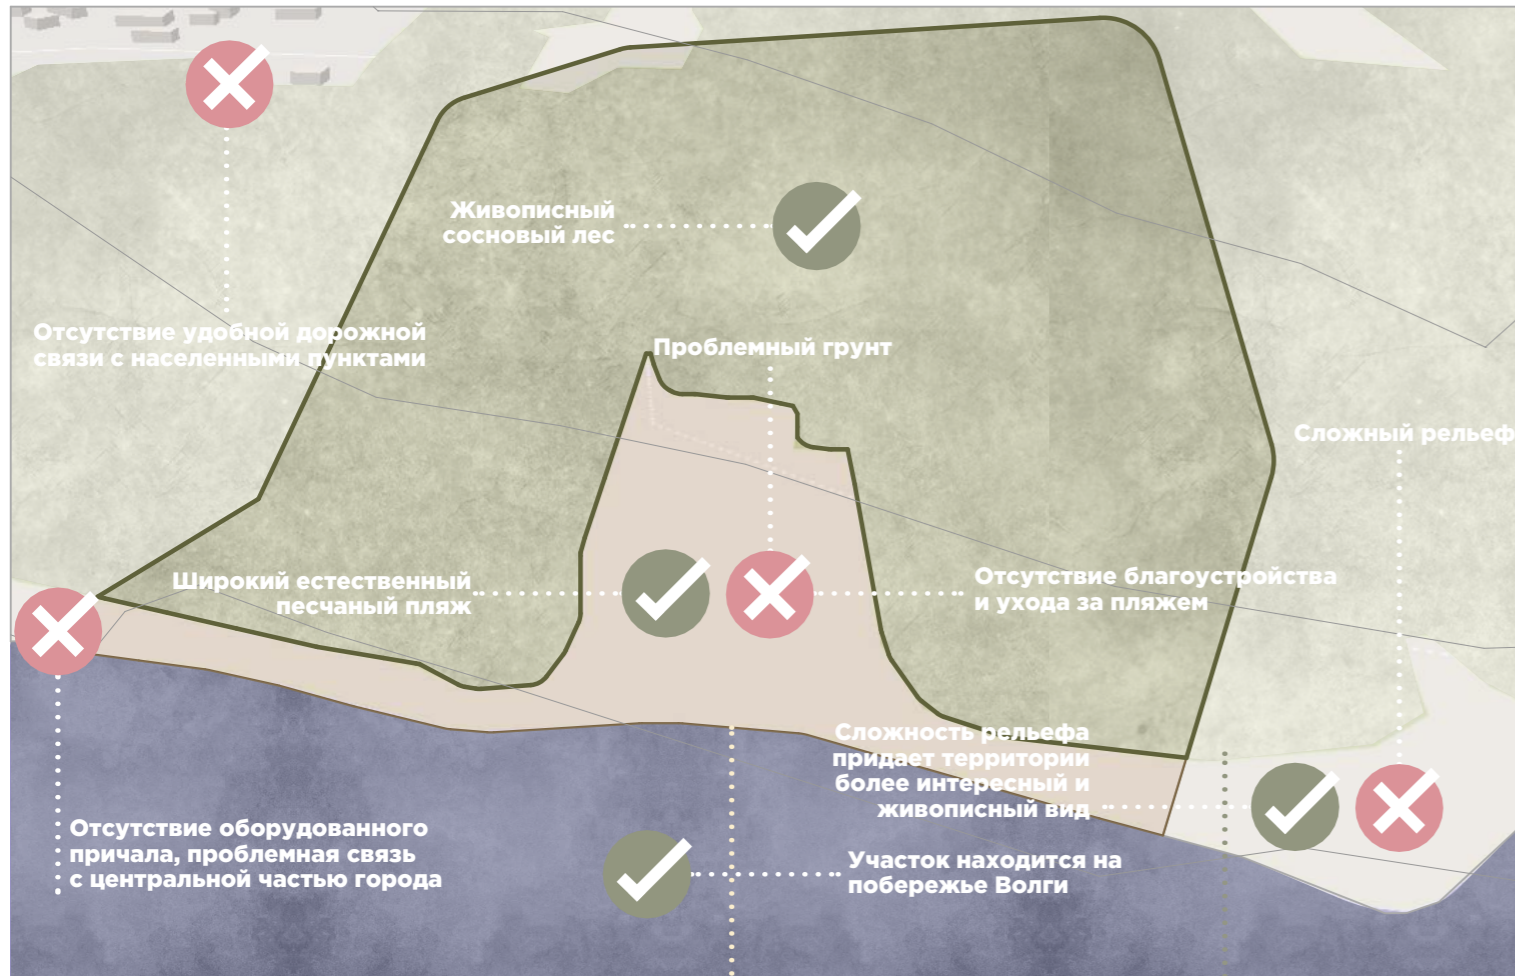 Живописный
сосновый лес
Отсутствие удобной дорожной
связи с населенными пунктами
Проблемный грунт
Сложный рельеф
Широкий естественный
песчаный пляж
Отсутствие благоустройства
и ухода за пляжем
Сложность рельефа
придает территории
более интересный и
живописный вид
Отсутствие оборудованного
причала, проблемная связь
с центральной частью города
Участок находится на
побережье Волги